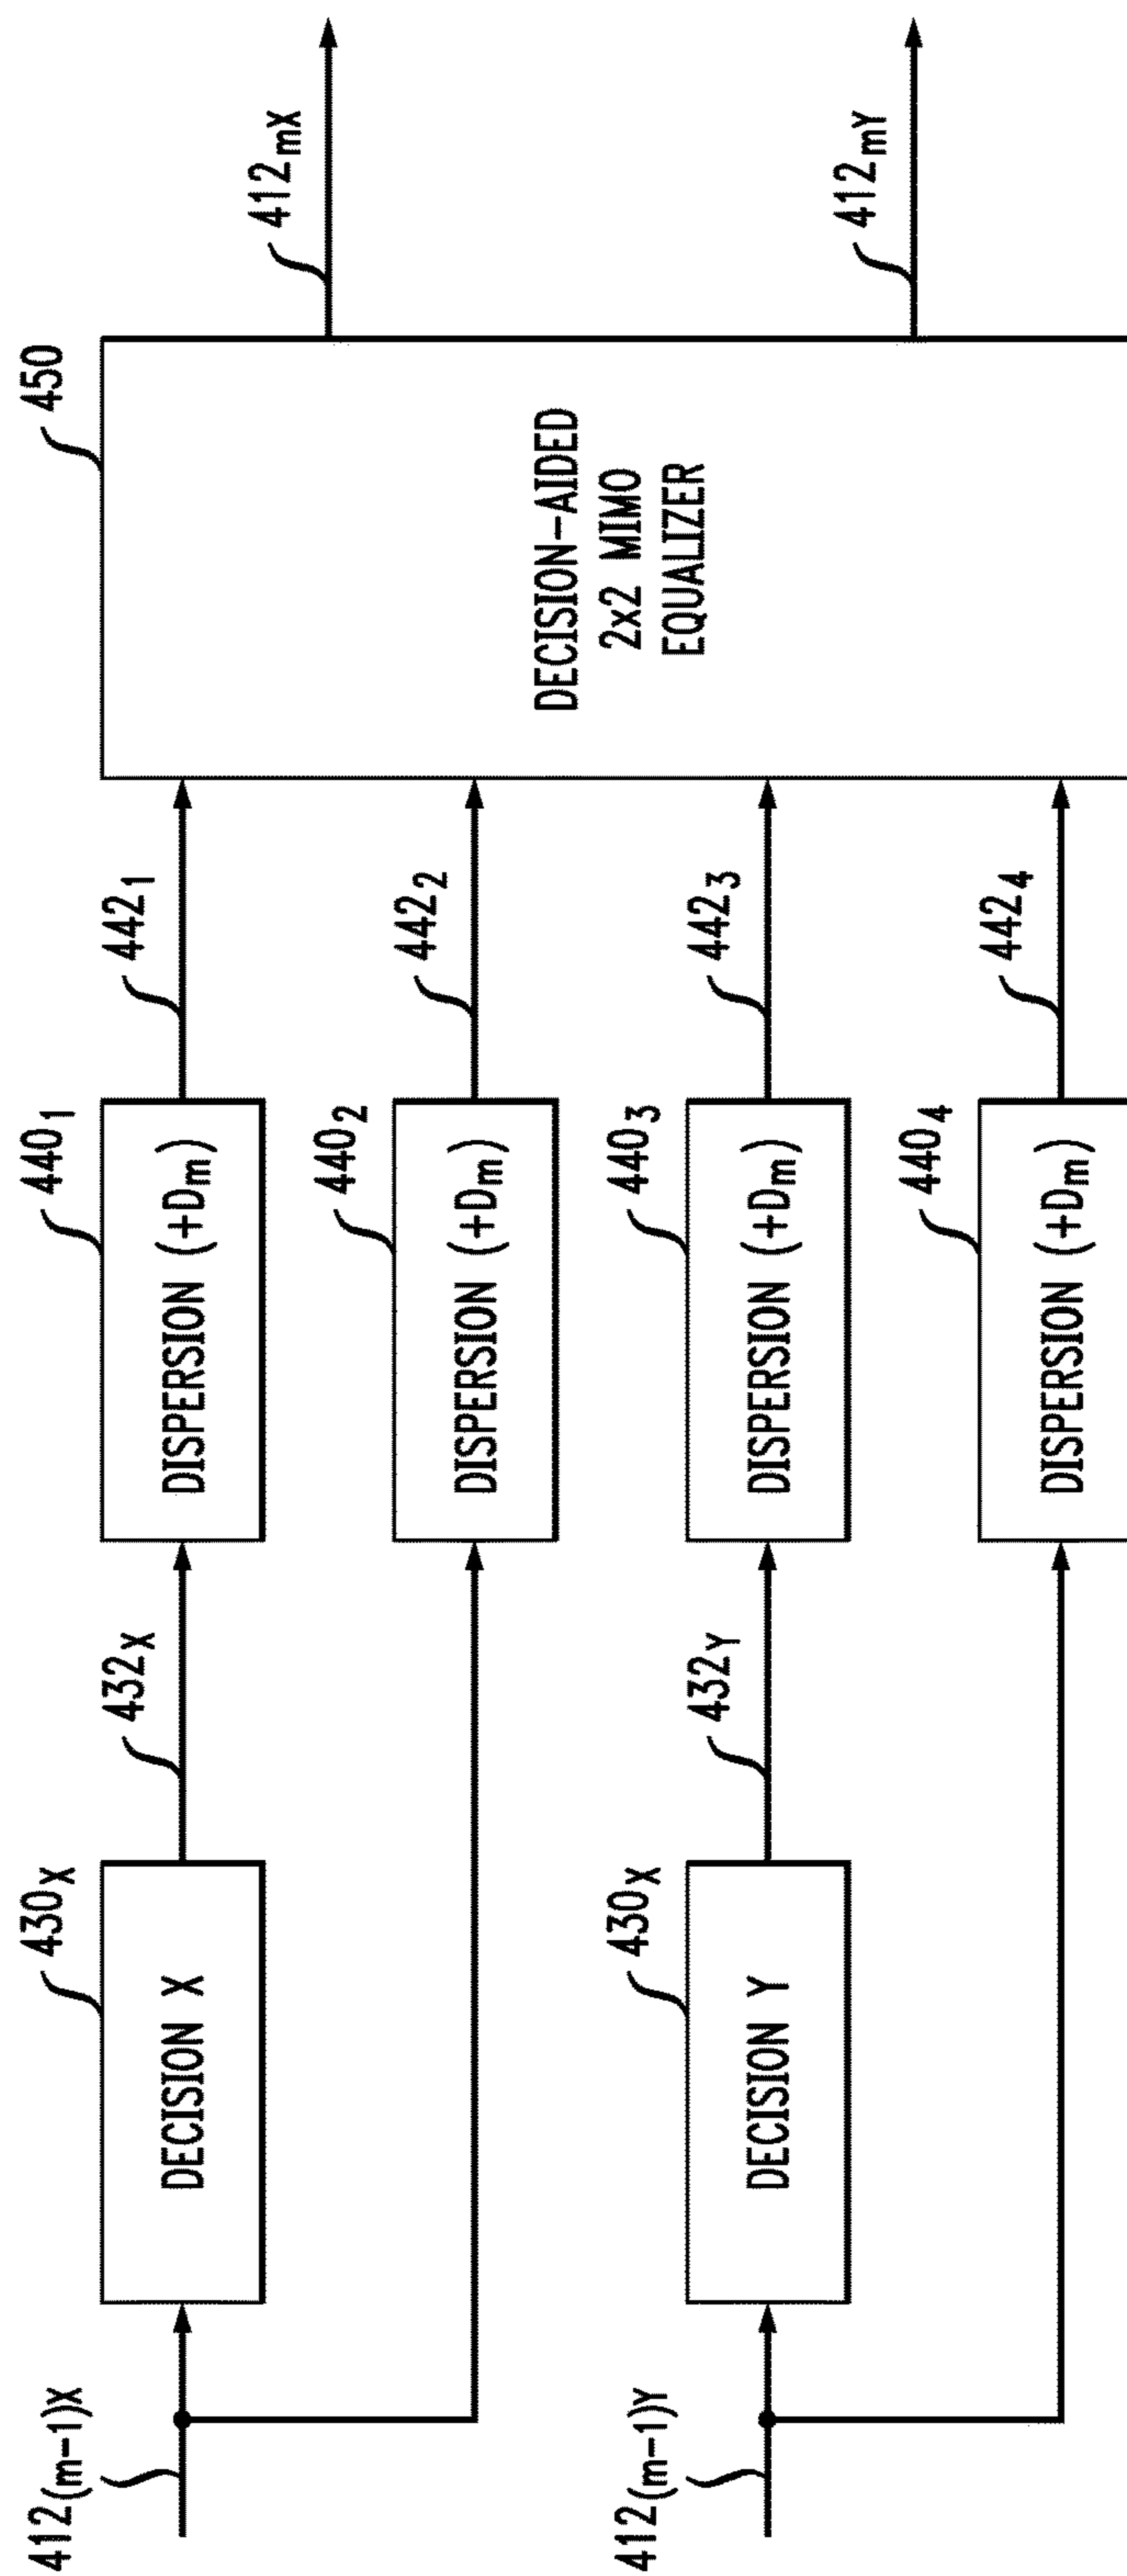 412(m-1)X
430X
DECISION X
432X
440₁
DISPERSION (+Dm)
442₁
440₂
DISPERSION (+Dm)
442₂
412(m-1)Y
430X
DECISION Y
432Y
440₃
DISPERSION (+Dm)
442₃
440₄
DISPERSION (+Dm)
442₄
450
DECISION-AIDED
2x2 MIMO
EQUALIZER
412mX
412mY